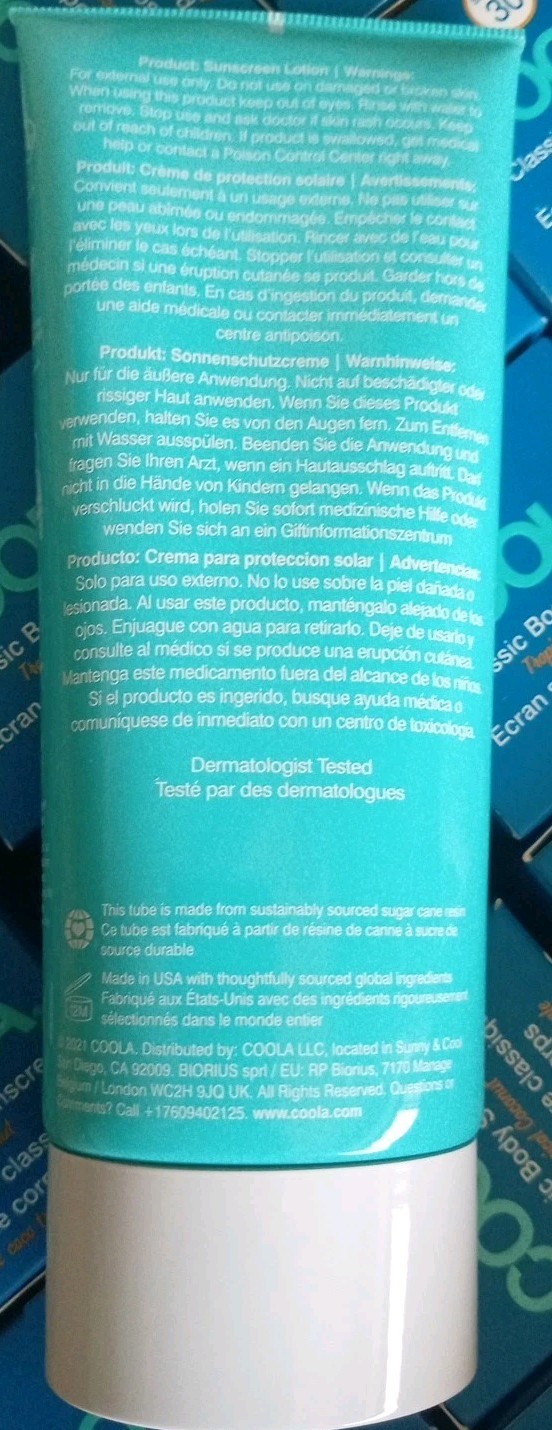 Product: Sunscreen Lotion | Warnings:
For external use only. Do not use on damaged or broken skin.
When using this product keep out of eyes. Rinse with water to
remove. Stop use and ask doctor if skin rash occurs. Keep
out of reach of children. If product is swallowed, get medical
help or contact a Poison Control Center right away.
Produit: Crème de protection solaire | Avertissements:
Convient seulement à un usage externe. Ne pas utiliser sur
une peau abîmée ou endommagée. Empêcher le contact
avec les yeux lors de l'utilisation. Rincer avec de l'eau pour
l'éliminer le cas échéant. Stopper l'utilisation et consulter un
médecin si une éruption cutanée se produit. Garder hors de
portée des enfants. En cas d'ingestion du produit, demander
une aide médicale ou contacter immédiatement un
centre antipoison.
Produkt: Sonnenschutzcreme | Warnhinweise:
Nur für die äußere Anwendung. Nicht auf beschädigter oder
rissiger Haut anwenden. Wenn Sie dieses Produkt
verwenden, halten Sie es von den Augen fern. Zum Entfernen
mit Wasser ausspülen. Beenden Sie die Anwendung und
fragen Sie Ihren Arzt, wenn ein Hautausschlag auftritt. Darf
nicht in die Hände von Kindern gelangen. Wenn das Produkt
verschluckt wird, holen Sie sofort medizinische Hilfe oder
wenden Sie sich an ein Giftinformationszentrum
Producto: Crema para proteccion solar | Advertencias:
Solo para uso externo. No lo use sobre la piel dañada o
lesionada. Al usar este producto, manténgalo alejado de los
ojos. Enjuague con agua para retirarlo. Deje de usarlo y
consulte al médico si se produce una erupción cutánea.
Mantenga este medicamento fuera del alcance de los niños.
Si el producto es ingerido, busque ayuda médica o
comuníquese de inmediato con un centro de toxicología.
Dermatologist Tested
Testé par des dermatologues
This tube is made from sustainably sourced sugar cane resin
Ce tube est fabriqué à partir de résine de canne à sucre de
source durable
12M
Made in USA with thoughtfully sourced global ingredients
Fabriqué aux États-Unis avec des ingrédients rigoureusement
sélectionnés dans le monde entier
2021 COOLA. Distributed by: COOLA LLC, located in Sunny & Cool
San Diego, CA 92009. BIORIUS sprl / EU: RP Biorius, 7170 Manage
Belgium / London WC2H 9JQ UK. All Rights Reserved. Questions or
comments? Call +17609402125. www.coola.com
30
Class
ssic Bo
Trop
Écran